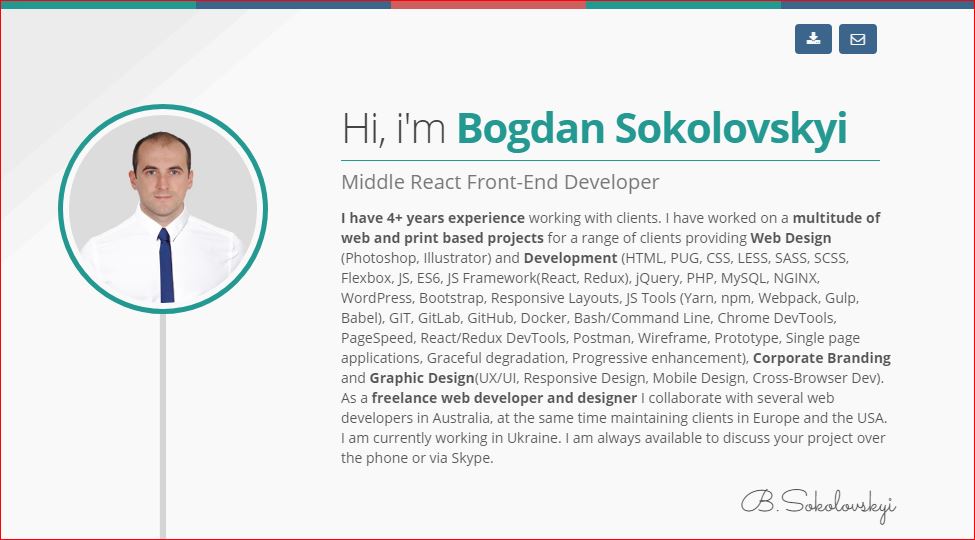 Hi, i'm Bogdan Sokolovskyi
Middle React Front-End Developer
I have 4+ years experience working with clients. I have worked on a multitude of
web and print based projects for a range of clients providing Web Design
(Photoshop, Illustrator) and Development (HTML, PUG, CSS, LESS, SASS, SCSS,
Flexbox, JS, ES6, JS Framework(React, Redux), jQuery, PHP, MySQL, NGINX,
WordPress, Bootstrap, Responsive Layouts, JS Tools (Yarn, npm, Webpack, Gulp,
Babel), GIT, GitLab, GitHub, Docker, Bash/Command Line, Chrome DevTools,
PageSpeed, React/Redux DevTools, Postman, Wireframe, Prototype, Single page
applications, Graceful degradation, Progressive enhancement), Corporate Branding
and Graphic Design(UX/UI, Responsive Design, Mobile Design, Cross-Browser Dev).
As a freelance web developer and designer I collaborate with several web
developers in Australia, at the same time maintaining clients in Europe and the USA.
I am currently working in Ukraine. I am always available to discuss your project over
the phone or via Skype.
B.Sokolovskyi